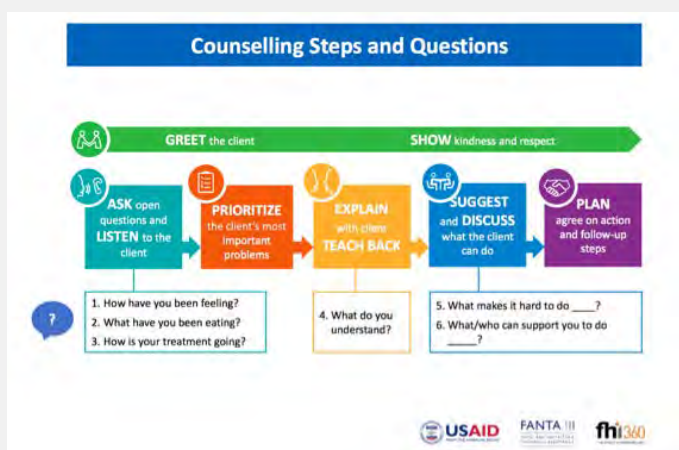 Counselling Steps and Questions
GREET the client
SHOW kindness and respect
ASK open
questions and
LISTEN to the
client
PRIORITIZE
the client's most
important
problems
EXPLAIN
with client
TEACH BACK
SUGGEST
and DISCUSS
what the client
can do
PLAN
agree on action
and follow-up
steps
?
1. How have you been feeling?
2. What have you been eating?
3. How is your treatment going?
4. What do you
understand?
5. What makes it hard to do ____?
6. What/who can support you to do
_____?
USAID
FANTA III
fhi360